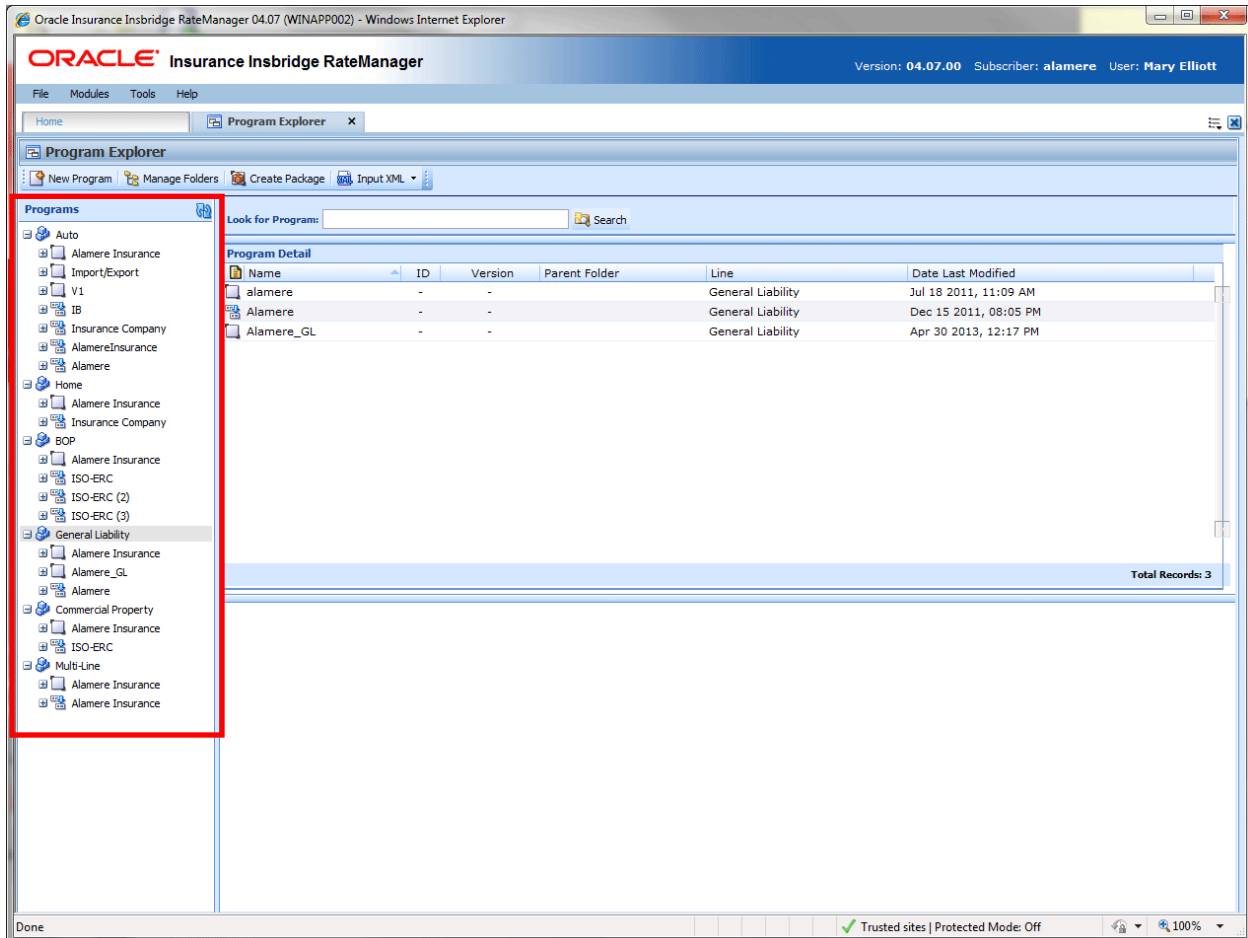 Oracle Insurance Insbridge RateManager 04.07 (WINAPP002) - Windows Internet Explorer
ORACLE Insurance Insbridge RateManager
Version: 04.07.00 Subscriber: alamere User: Mary Elliott
File Modules Tools Help
Home Program Explorer x
Program Explorer
New Program Manage Folders Create Package Input XML
Programs
Auto
Alamere Insurance
Import/Export
V1
IB
Insurance Company
AlamereInsurance
Alamere
Home
Alamere Insurance
Insurance Company
BOP
Alamere Insurance
ISO-ERC
ISO-ERC (2)
ISO-ERC (3)
General Liability
Alamere Insurance
Alamere_GL
Alamere
Commercial Property
Alamere Insurance
ISO-ERC
Multi-Line
Alamere Insurance
Alamere Insurance
Look for Program: Search
Program Detail
Name ID Version Parent Folder Line Date Last Modified
alamere - - General Liability Jul 18 2011, 11:09 AM
Alamere - - General Liability Dec 15 2011, 08:05 PM
Alamere_GL - - General Liability Apr 30 2013, 12:17 PM
Total Records: 3
Done Trusted sites | Protected Mode: Off 100%